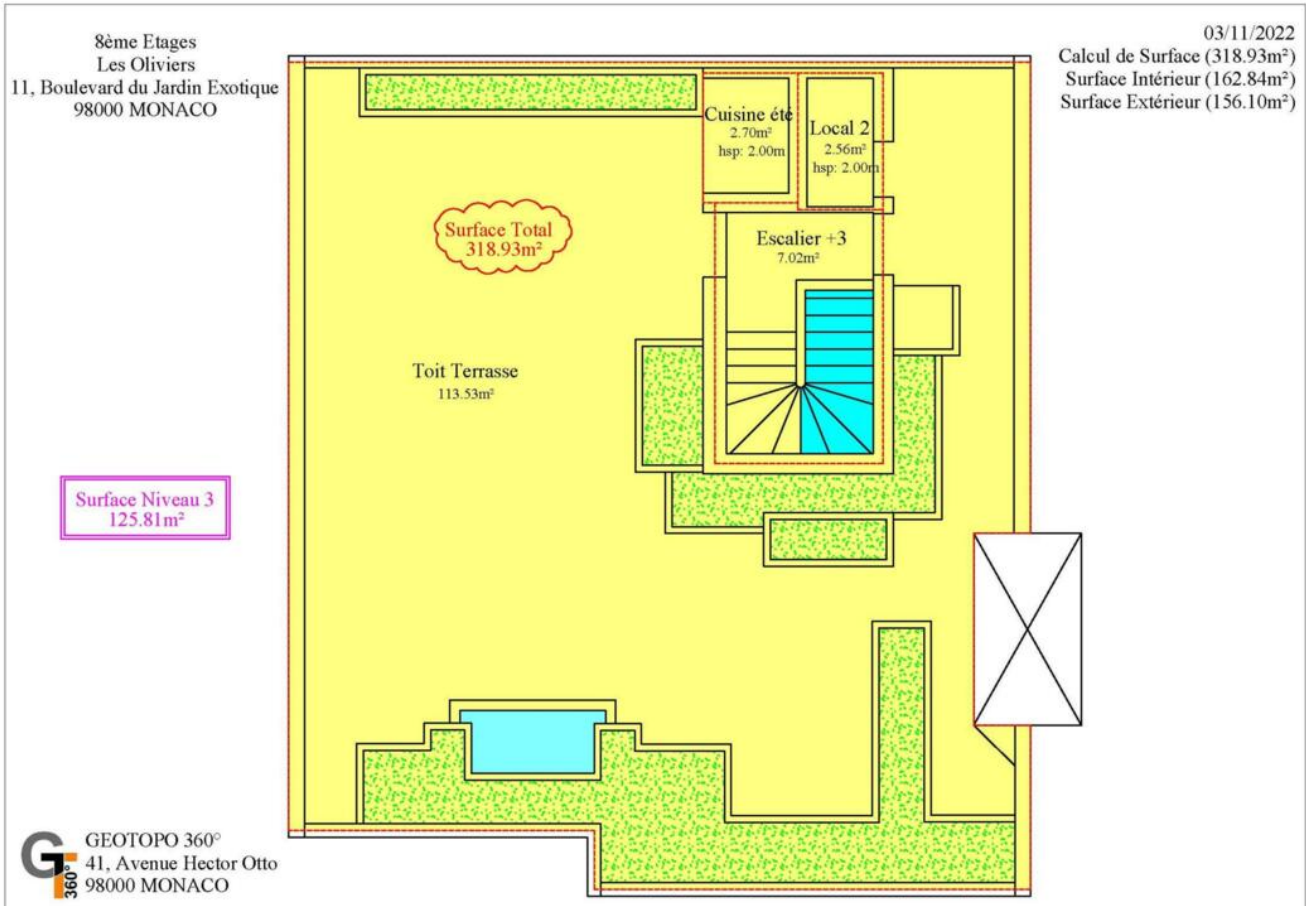 8ème Etages
Les Oliviers
11, Boulevard du Jardin Exotique
98000 MONACO
03/11/2022
Calcul de Surface (318.93m²)
Surface Intérieur (162.84m²)
Surface Extérieur (156.10m²)
Cuisine été
2.70m²
hsp: 2.00m
Local 2
2.56m²
hsp: 2.00m
Surface Total
318.93m²
Escalier +3
7.02m²
Toit Terrasse
113.53m²
Surface Niveau 3
125.81m²
GT 360°
GEOTOPO 360°
41, Avenue Hector Otto
98000 MONACO